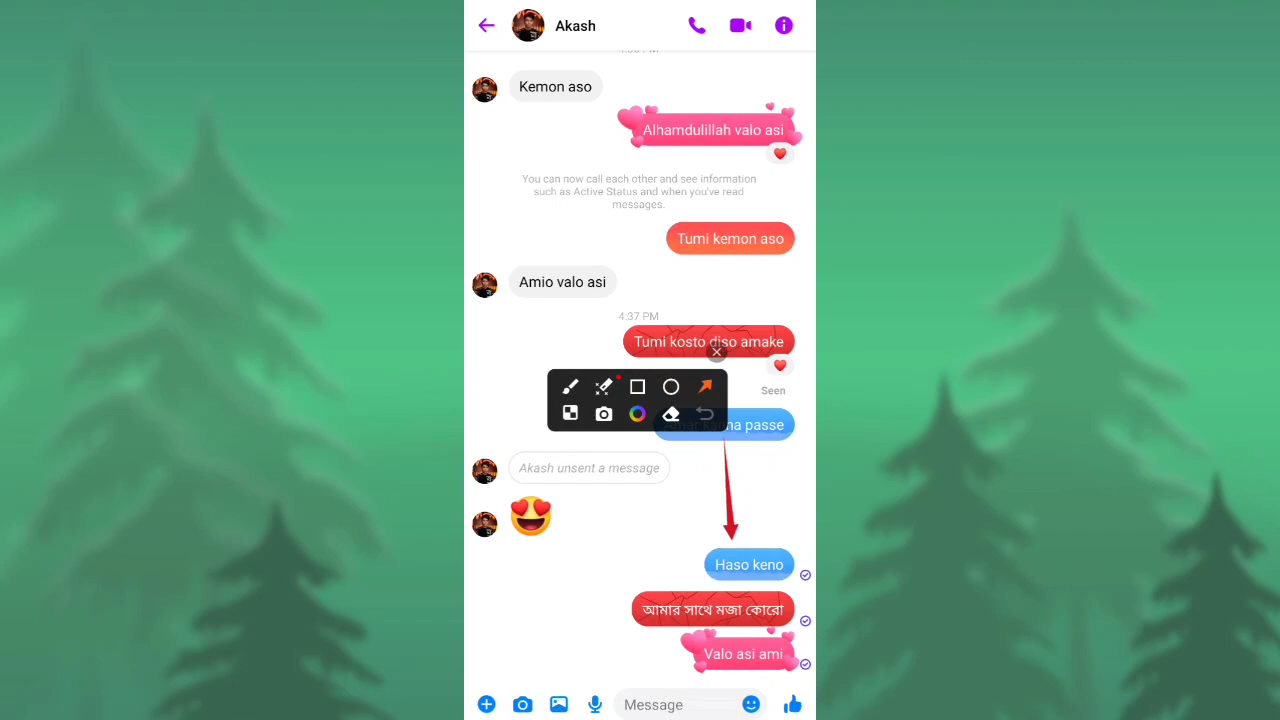 Akash
Kemon aso
Alhamdulillah valo asi
You can now call each other and see information
such as Active Status and when you've read
messages.
Tumi kemon aso
Amio valo asi
4:37 PM
Tumi kosto diso amake
Seen
passe
Akash unsent a message
Haso keno
আমার সাথে মজা কোরো
Valo asi ami
Message